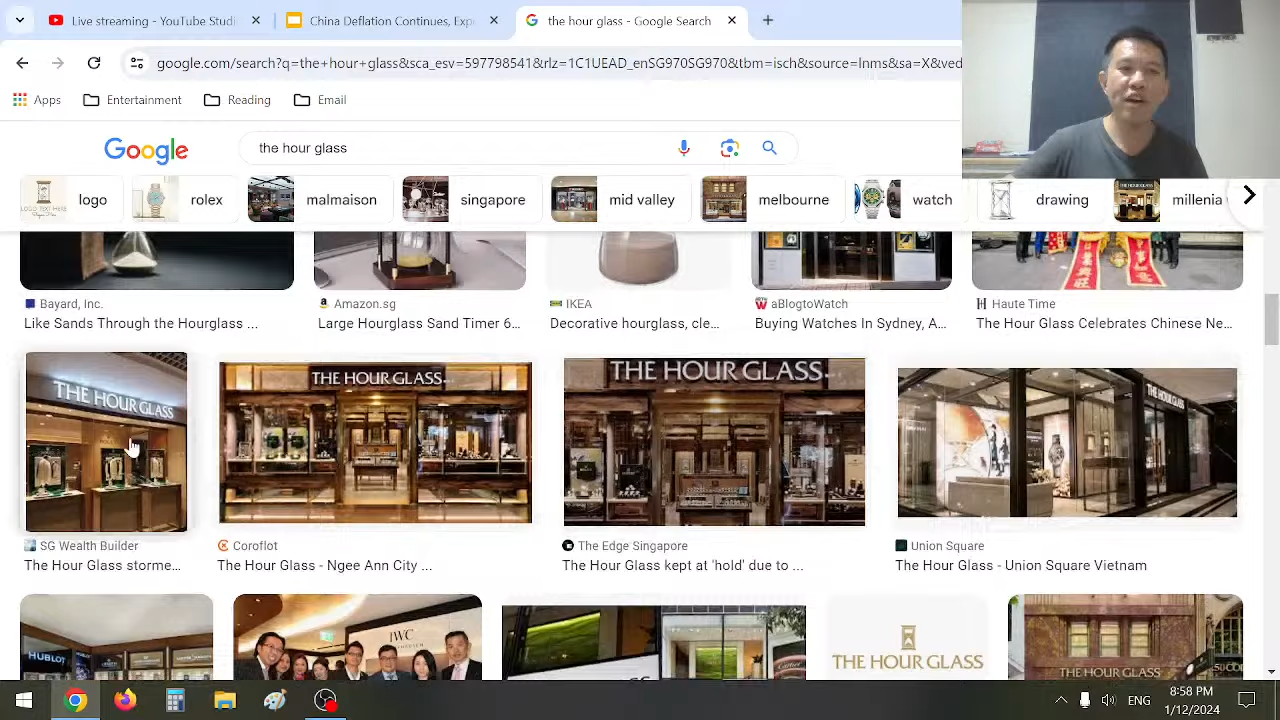 Live streaming - YouTube Studi
China Deflation Continues, Exp
the hour glass - Google Search
google.com/search?q=the+hour+glass&sca_esv=597798541&rlz=1C1UEAD_enSG970SG970&tbm=isch&source=lnms&sa=X&ved
Apps
Entertainment
Reading
Email
Google
the hour glass
logo
rolex
malmaison
singapore
mid valley
melbourne
watch
drawing
millenia
Bayard, Inc.
Like Sands Through the Hourglass ...
Amazon.sg
Large Hourglass Sand Timer 6...
IKEA
Decorative hourglass, cle...
aBlogtoWatch
Buying Watches In Sydney, A...
Haute Time
The Hour Glass Celebrates Chinese Ne...
THE HOUR GLASS
THE HOUR GLASS
THE HOUR GLASS
THE HOUR GLASS
SG Wealth Builder
The Hour Glass storme...
Coroflot
The Hour Glass - Ngee Ann City ...
The Edge Singapore
The Hour Glass kept at 'hold' due to ...
Union Square
The Hour Glass - Union Square Vietnam
HUBLOT
IWC
Cartier
THE HOUR GLASS
THE HOUR GLASS
ENG
8:58 PM
1/12/2024